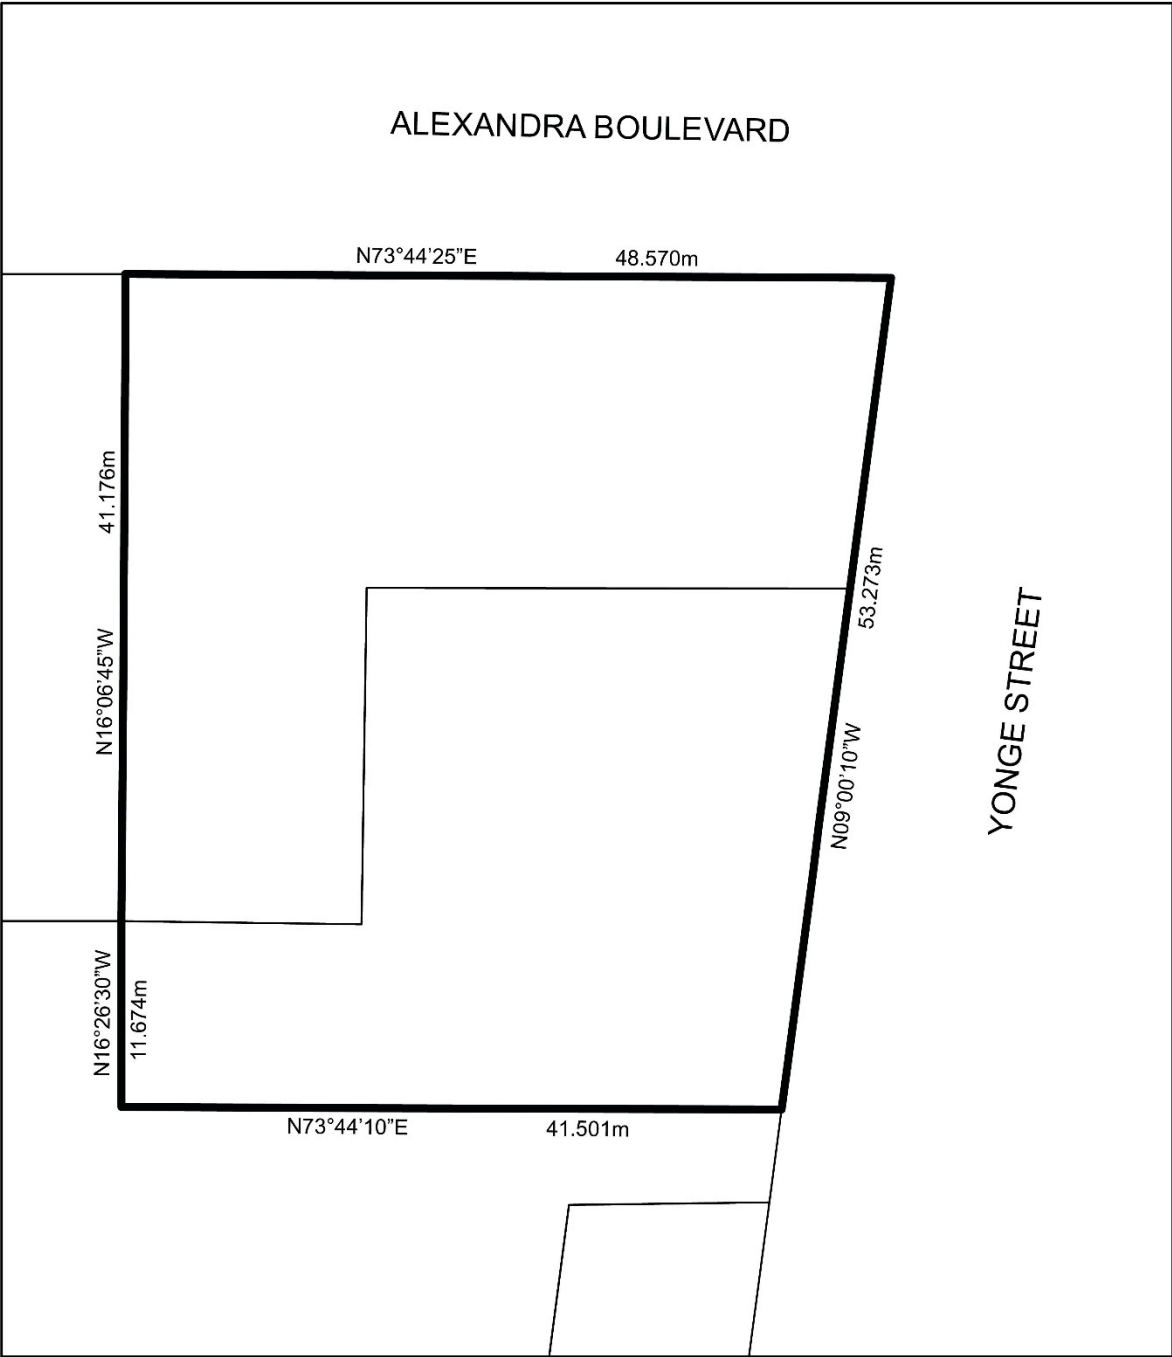 ALEXANDRA BOULEVARD
N73°44'25"E 48.570m
41.176m
N16°06'45"W
53.273m
N09°00'10"W
YONGE STREET
N16°26'30"W
11.674m
N73°44'10"E 41.501m